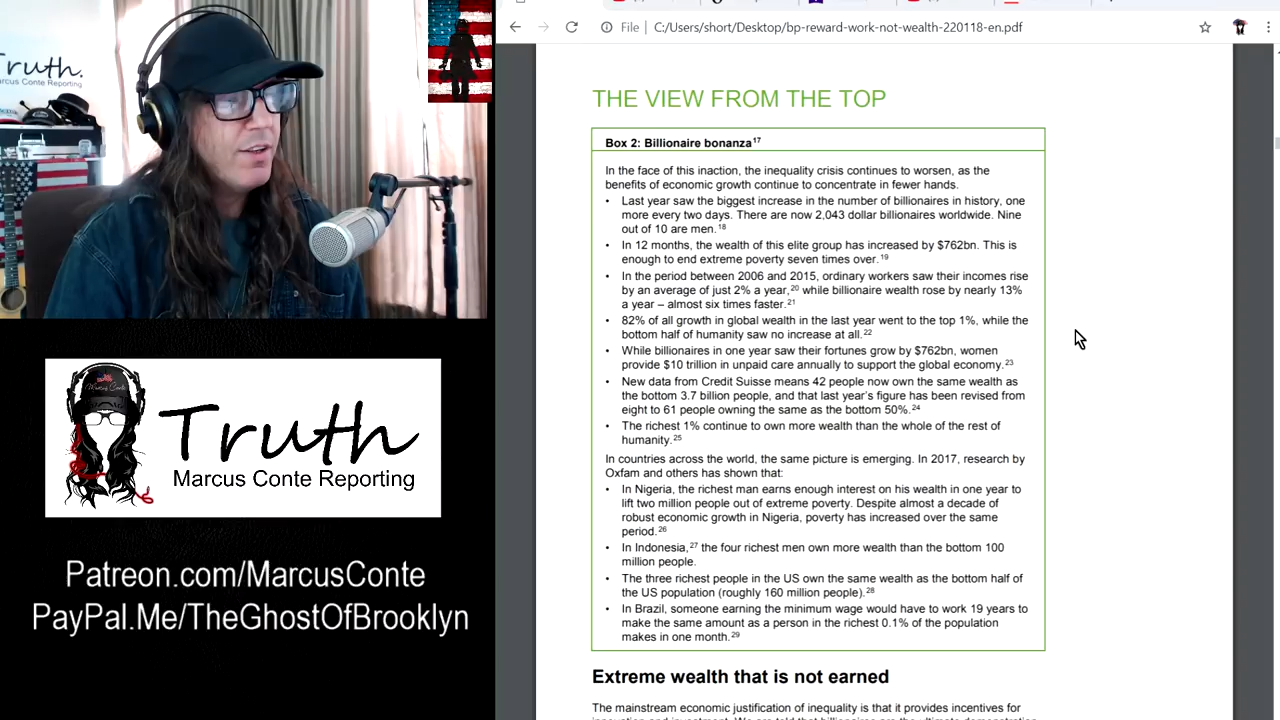 Truth.
Marcus Conte Reporting
File
C:/Users/short/Desktop/bp-reward-work-not-wealth-220118-en.pdf
THE VIEW FROM THE TOP
Box 2: Billionaire bonanza17
In the face of this inaction, the inequality crisis continues to worsen, as the
benefits of economic growth continue to concentrate in fewer hands.
• Last year saw the biggest increase in the number of billionaires in history, one
more every two days. There are now 2,043 dollar billionaires worldwide. Nine
out of 10 are men.18
• In 12 months, the wealth of this elite group has increased by $762bn. This is
enough to end extreme poverty seven times over.19
• In the period between 2006 and 2015, ordinary workers saw their incomes rise
by an average of just 2% a year,20 while billionaire wealth rose by nearly 13%
a year – almost six times faster.21
• 82% of all growth in global wealth in the last year went to the top 1%, while the
bottom half of humanity saw no increase at all.22
• While billionaires in one year saw their fortunes grow by $762bn, women
provide $10 trillion in unpaid care annually to support the global economy.23
• New data from Credit Suisse means 42 people now own the same wealth as
the bottom 3.7 billion people, and that last year's figure has been revised from
eight to 61 people owning the same as the bottom 50%.24
• The richest 1% continue to own more wealth than the whole of the rest of
humanity.25
In countries across the world, the same picture is emerging. In 2017, research by
Oxfam and others has shown that:
• In Nigeria, the richest man earns enough interest on his wealth in one year to
lift two million people out of extreme poverty. Despite almost a decade of
robust economic growth in Nigeria, poverty has increased over the same
period.26
• In Indonesia,27 the four richest men own more wealth than the bottom 100
million people.
• The three richest people in the US own the same wealth as the bottom half of
the US population (roughly 160 million people).28
• In Brazil, someone earning the minimum wage would have to work 19 years to
make the same amount as a person in the richest 0.1% of the population
makes in one month.29
Extreme wealth that is not earned
The mainstream economic justification of inequality is that it provides incentives for
Truth
Marcus Conte Reporting
Patreon.com/MarcusConte
PayPal.Me/TheGhostOfBrooklyn